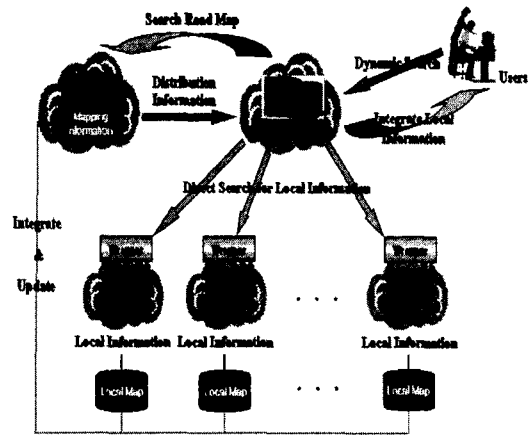 Search Road Map
Dynamic Search
Users
Distribution
Information
Mapping
Information
Integrate Local
Information
Direct Search for Local Information
Integrate
&
Update
. . .
Local Information
Local Information
Local Information
Local Map
Local Map
. . .
Local Map